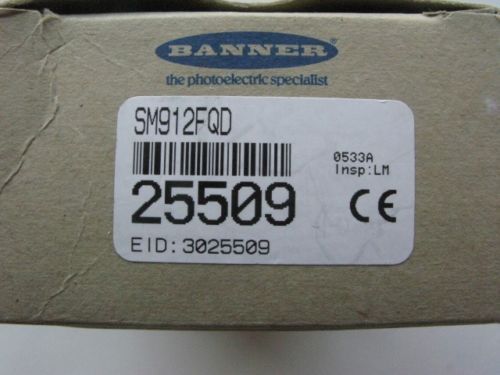 BANNER
the photoelectric specialist
SM912FQD
0533A
Insp:LM
25509
CE
EID: 3025509